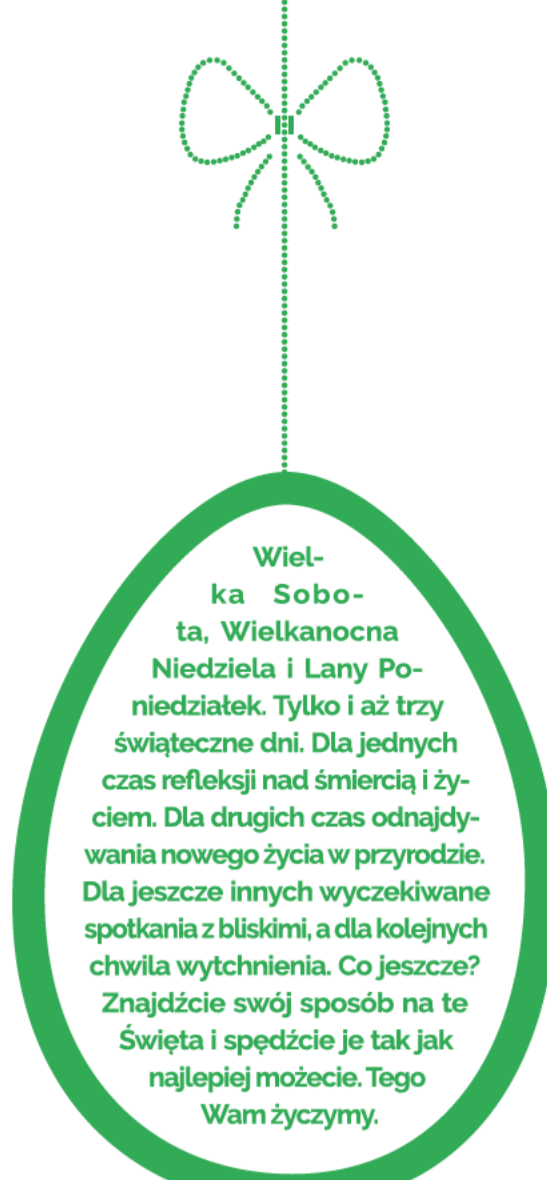 Wiel-
ka Sobo-
ta, Wielkanocna
Niedziela i Lany Po-
niedziałek. Tylko i aż trzy
świąteczne dni. Dla jednych
czas refleksji nad śmiercią i ży-
ciem. Dla drugich czas odnajdy-
wania nowego życia w przyrodzie.
Dla jeszcze innych wyczekiwane
spotkania z bliskimi, a dla kolejnych
chwila wytchnienia. Co jeszcze?
Znajdźcie swój sposób na te
Święta i spędźcie je tak jak
najlepiej możecie. Tego
Wam życzymy.